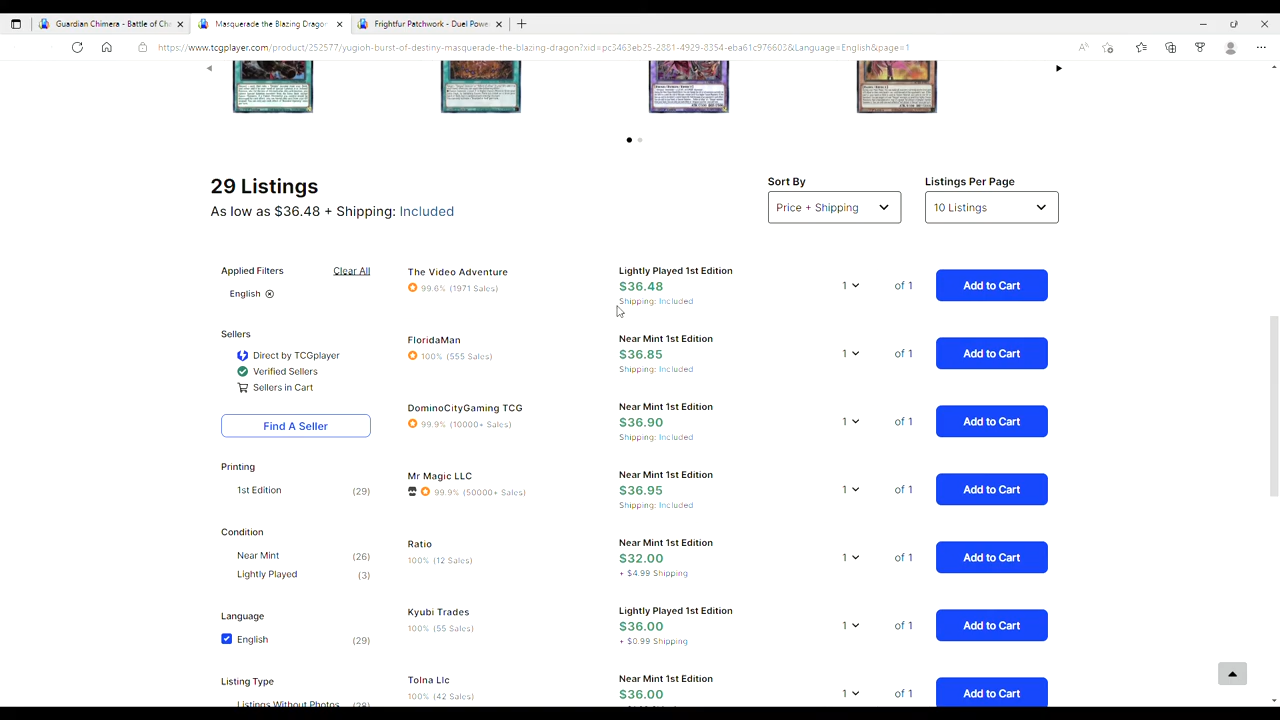 Guardian Chimera - Battle of Ch
Masquerade the Blazing Dragon
Frightfur Patchwork - Duel Powe
https://www.tcgplayer.com/product/252577/yugioh-burst-of-destiny-masquerade-the-blazing-dragon?xid=pc3463eb25-2881-4929-8354-eba61c976603&Language=English&page=1
29 Listings
As low as $36.48 + Shipping: Included
Sort By
Price + Shipping
Listings Per Page
10 Listings
Applied Filters
Clear All
English
Sellers
Direct by TCGplayer
Verified Sellers
Sellers in Cart
Find A Seller
Printing
1st Edition (29)
Condition
Near Mint (26)
Lightly Played (3)
Language
English (29)
Listing Type
Listings Without Photos (28)
The Video Adventure
99.6% (1971 Sales)
Lightly Played 1st Edition
$36.48
Shipping: Included
1 of 1
Add to Cart
FloridaMan
100% (555 Sales)
Near Mint 1st Edition
$36.85
Shipping: Included
1 of 1
Add to Cart
DominoCityGaming TCG
99.9% (10000+ Sales)
Near Mint 1st Edition
$36.90
Shipping: Included
1 of 1
Add to Cart
Mr Magic LLC
99.9% (50000+ Sales)
Near Mint 1st Edition
$36.95
Shipping: Included
1 of 1
Add to Cart
Ratio
100% (12 Sales)
Near Mint 1st Edition
$32.00
+ $4.99 Shipping
1 of 1
Add to Cart
Kyubi Trades
100% (55 Sales)
Lightly Played 1st Edition
$36.00
+ $0.99 Shipping
1 of 1
Add to Cart
Tolna Llc
100% (42 Sales)
Near Mint 1st Edition
$36.00
1 of 1
Add to Cart